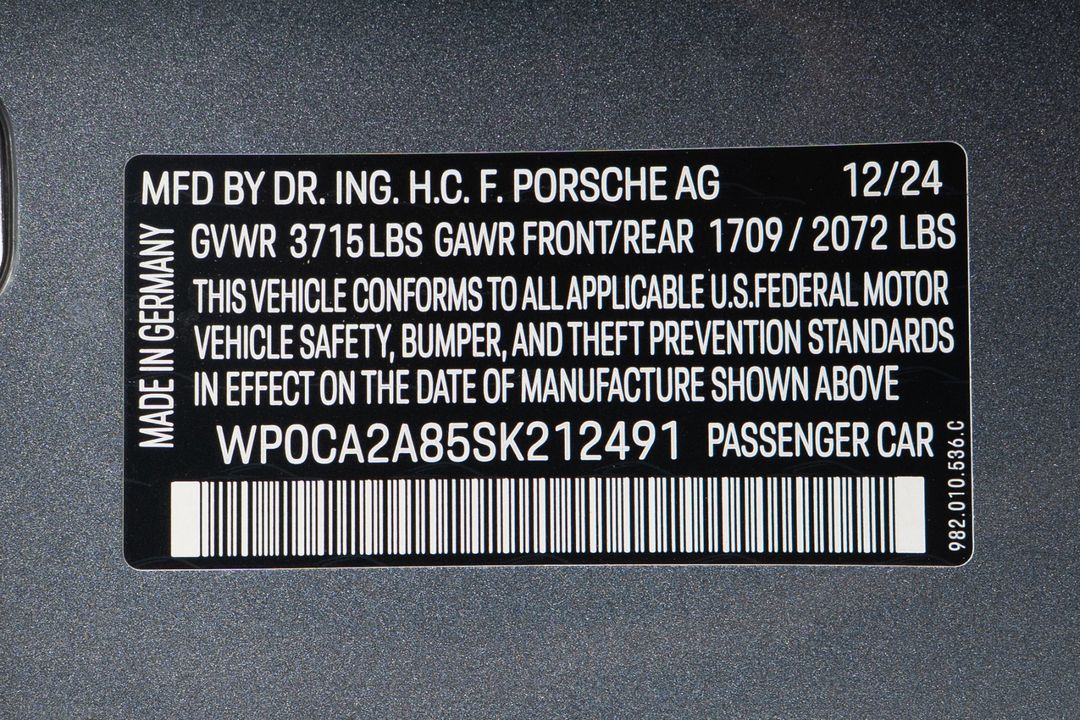 MFD BY DR. ING. H.C. F. PORSCHE AG 12/24
GVWR 3715 LBS GAWR FRONT/REAR 1709 / 2072 LBS
THIS VEHICLE CONFORMS TO ALL APPLICABLE U.S.FEDERAL MOTOR
VEHICLE SAFETY, BUMPER, AND THEFT PREVENTION STANDARDS
IN EFFECT ON THE DATE OF MANUFACTURE SHOWN ABOVE
WP0CA2A85SK212491 PASSENGER CAR
MADE IN GERMANY
982.010.536.C